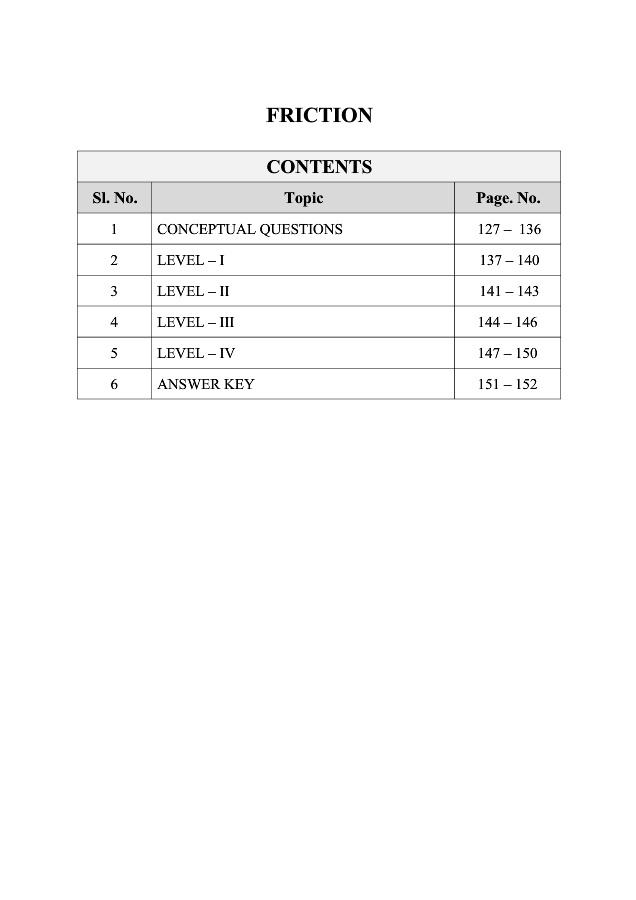 FRICTION
CONTENTS
Sl. No. Topic Page. No.
1 CONCEPTUAL QUESTIONS 127 – 136
2 LEVEL – I 137 – 140
3 LEVEL – II 141 – 143
4 LEVEL – III 144 – 146
5 LEVEL – IV 147 – 150
6 ANSWER KEY 151 – 152